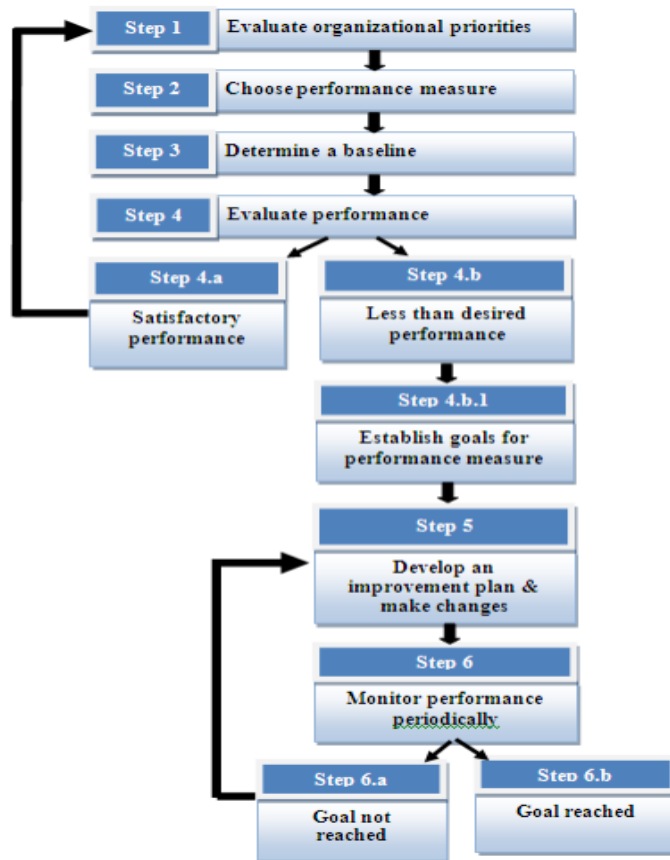 Step 1
Evaluate organizational priorities
Step 2
Choose performance measure
Step 3
Determine a baseline
Step 4
Evaluate performance
Step 4.a
Satisfactory
performance
Step 4.b
Less than desired
performance
Step 4.b.1
Establish goals for
performance measure
Step 5
Develop an
improvement plan &
make changes
Step 6
Monitor performance
periodically
Step 6.a
Goal not
reached
Step 6.b
Goal reached